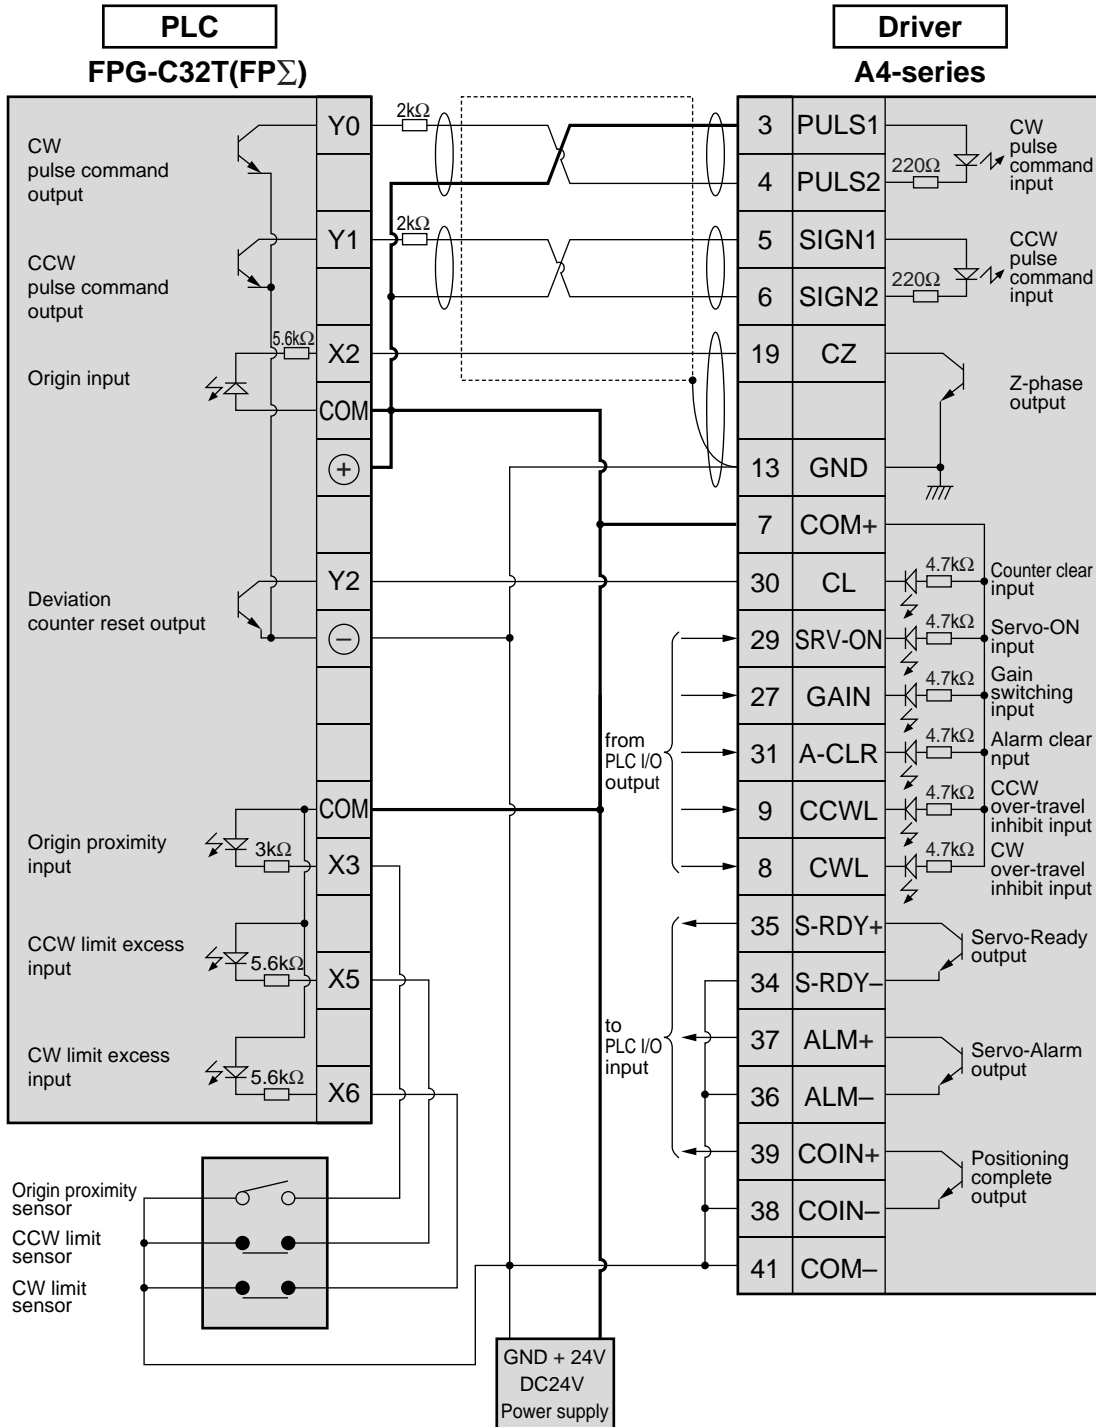 PLC
FPG-C32T(FPΣ)
Driver
A4-series
CW
pulse command
output
Y0
2kΩ
3
PULS1
CW
pulse
command
input
4
PULS2
220Ω
CCW
pulse command
output
Y1
2kΩ
5
SIGN1
CCW
pulse
command
input
6
SIGN2
220Ω
Origin input
5.6kΩ
X2
COM
+
19
CZ
Z-phase
output
13
GND
7
COM+
Deviation
counter reset output
Y2
−
30
CL
4.7kΩ
Counter clear
input
29
SRV-ON
4.7kΩ
Servo-ON
input
27
GAIN
4.7kΩ
Gain
switching
input
from
PLC I/O
output
31
A-CLR
4.7kΩ
Alarm clear
nput
9
CCWL
4.7kΩ
CCW
over-travel
inhibit input
8
CWL
4.7kΩ
CW
over-travel
inhibit input
COM
Origin proximity
input
3kΩ
X3
CCW limit excess
input
5.6kΩ
X5
CW limit excess
input
5.6kΩ
X6
35
S-RDY+
Servo-Ready
output
34
S-RDY–
to
PLC I/O
input
37
ALM+
Servo-Alarm
output
36
ALM–
39
COIN+
Positioning
complete
output
38
COIN–
41
COM–
Origin proximity
sensor
CCW limit
sensor
CW limit
sensor
GND + 24V
DC24V
Power supply